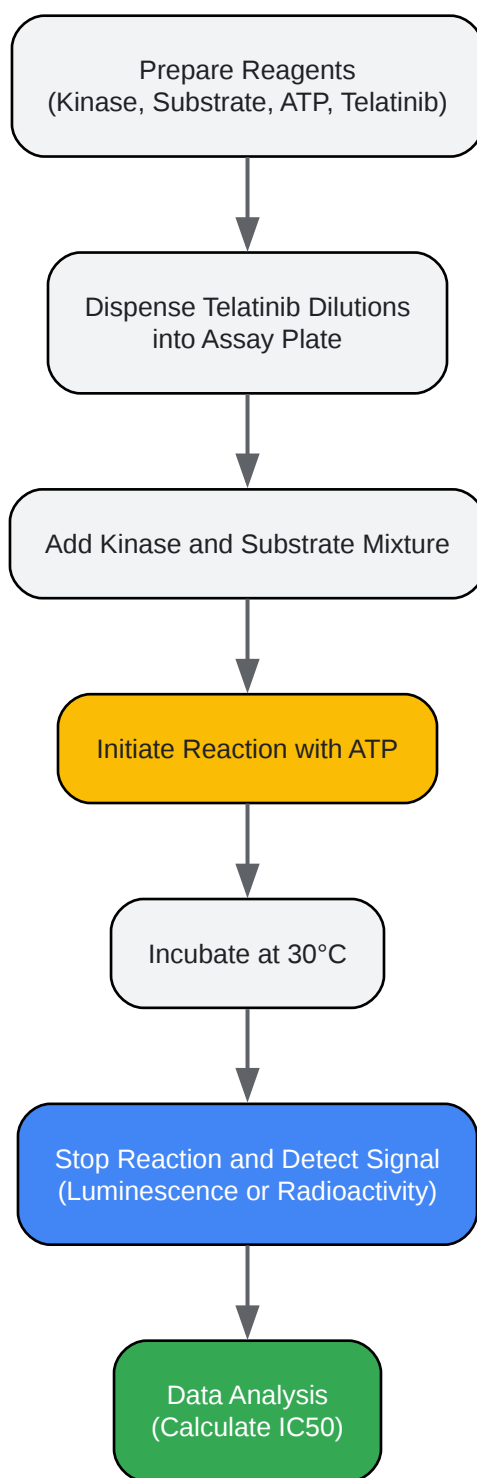 Prepare Reagents
(Kinase, Substrate, ATP, Telatinib)
Dispense Telatinib Dilutions
into Assay Plate
Add Kinase and Substrate Mixture
Initiate Reaction with ATP
Incubate at 30°C
Stop Reaction and Detect Signal
(Luminescence or Radioactivity)
Data Analysis
(Calculate IC50)